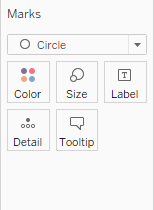 Marks
Circle
Color Size Label
Detail Tooltip